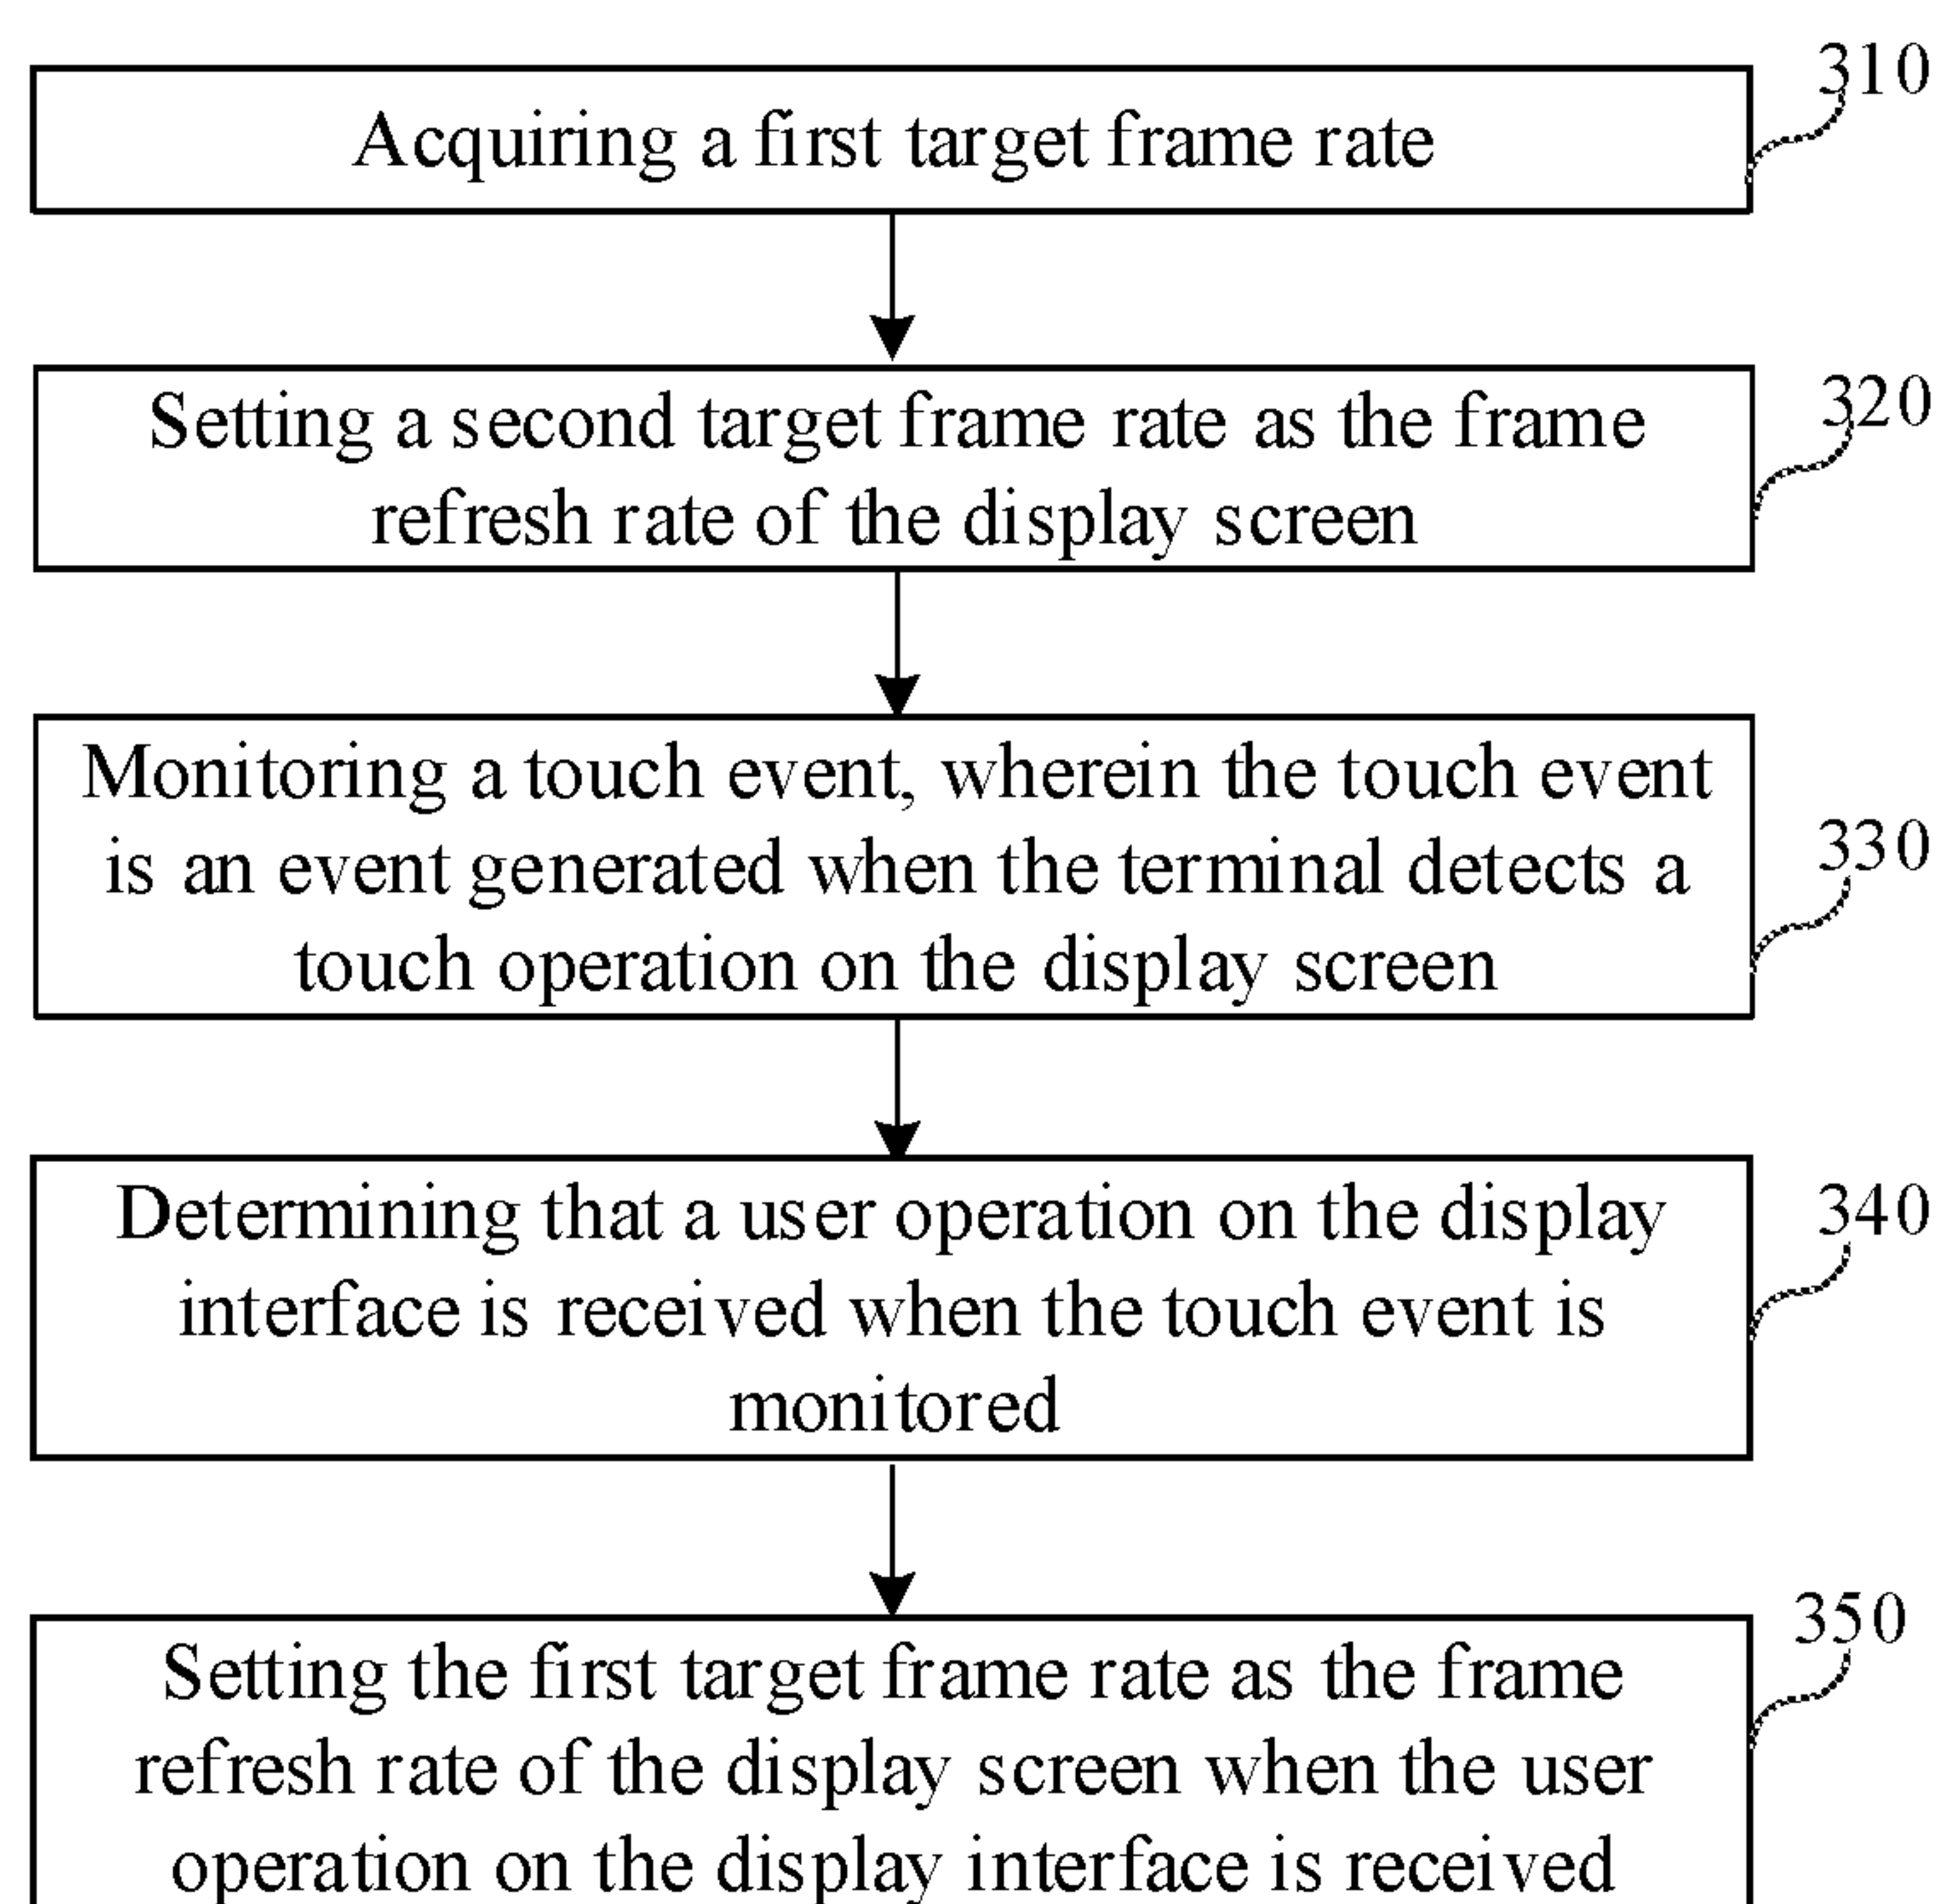 310
Acquiring a first target frame rate
320
Setting a second target frame rate as the frame
refresh rate of the display screen
Monitoring a touch event, wherein the touch event
330
is an event generated when the terminal detects a
touch operation on the display screen
340
Determining that a user operation on the display
interface is received when the touch event is
monitored
350
Setting the first target frame rate as the frame
refresh rate of the display screen when the user
operation on the display interface is received